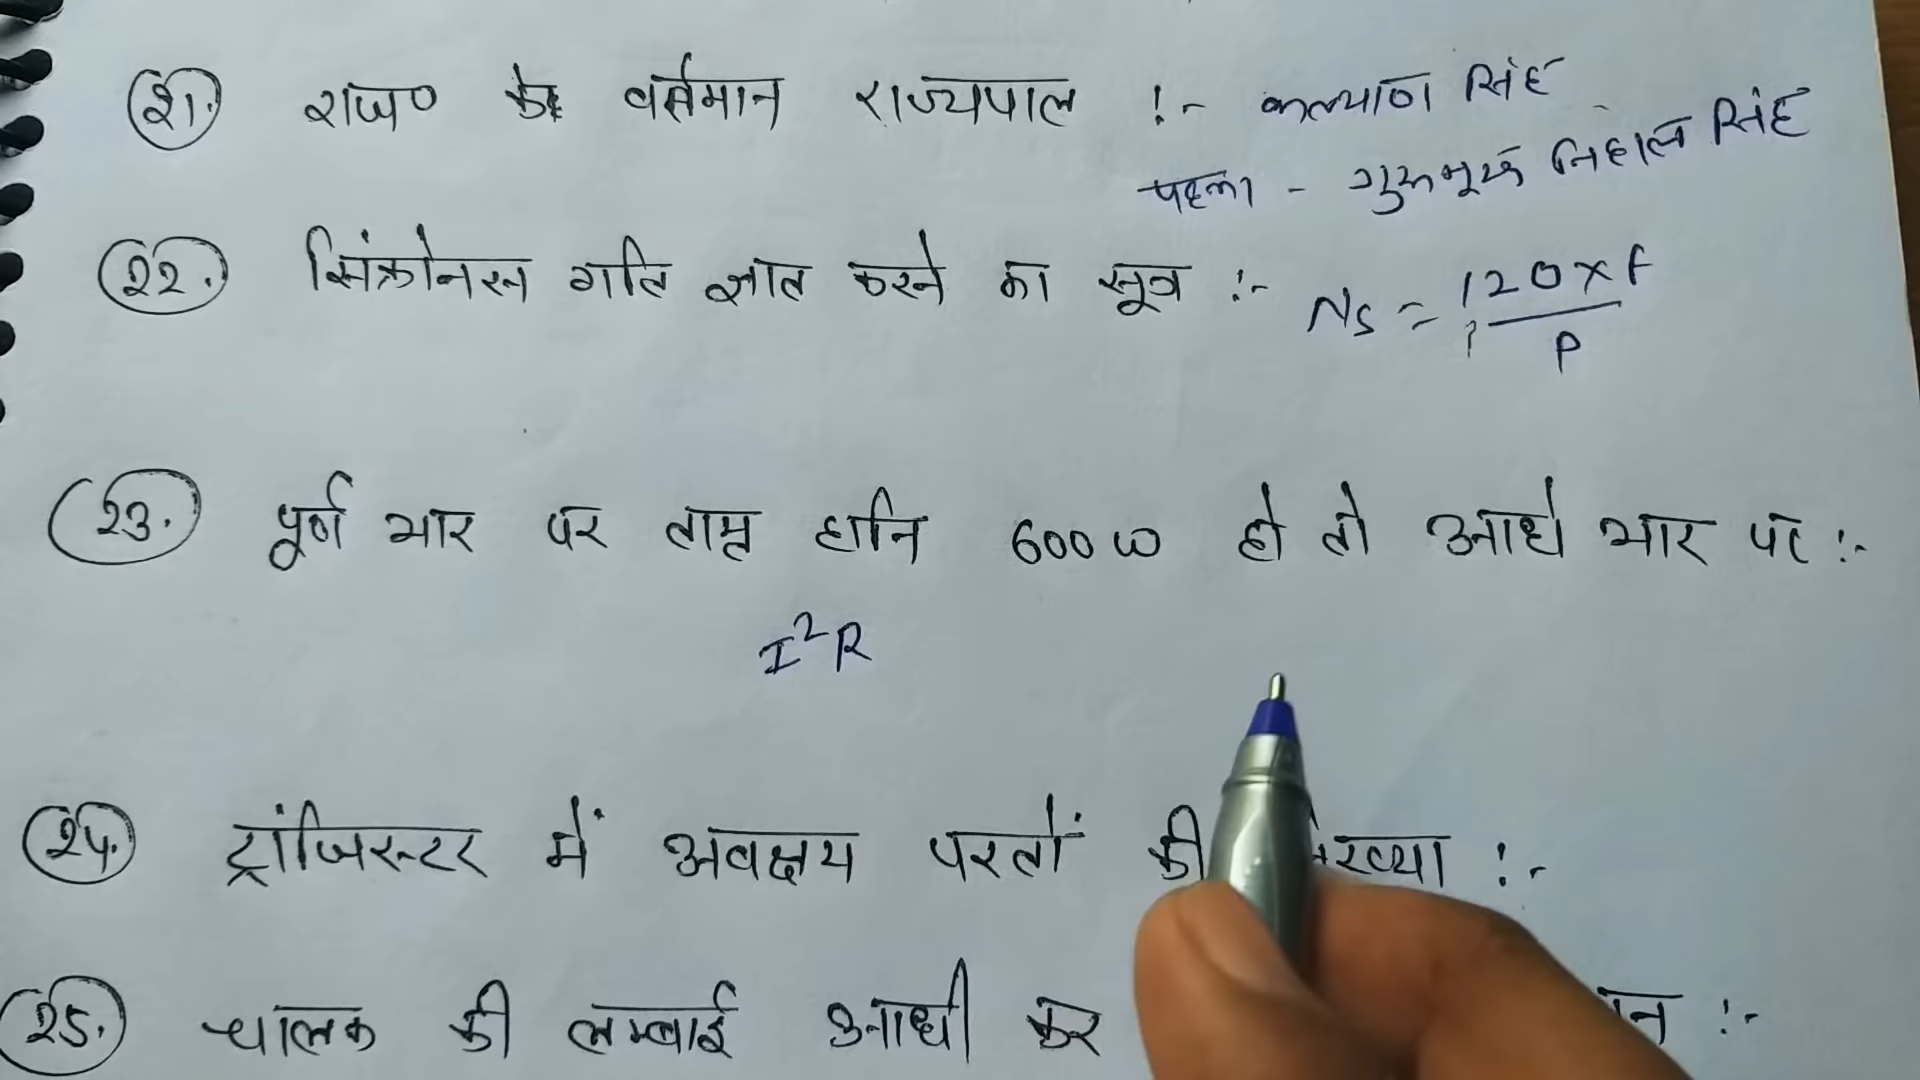 21. राज० के वर्तमान राज्यपाल :- कल्याण सिंह
पहला - गुरुमुख निहाल सिंह
22. सिंक्रोनस गति ज्ञात करने का सूत्र :- Ns = 120 x f / P
23. पूर्ण भार पर ताम्र हानि 600 W हो तो आधे भार पर :-
I²R
24. ट्रांजिस्टर में अवक्षय परतों की :-
25. चालक की लम्बाई आधी कर :-